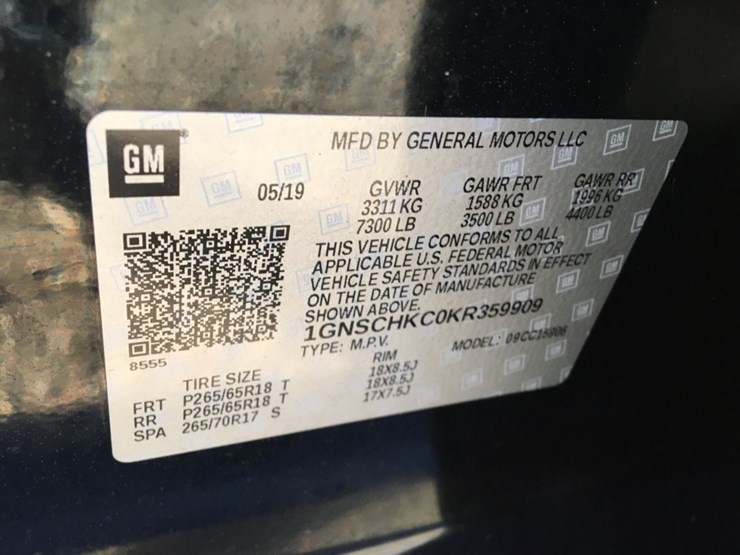 GM
MFD BY GENERAL MOTORS LLC
05/19
GVWR GAWR FRT GAWR RR
3311 KG 1588 KG 1996 KG
7300 LB 3500 LB 4400 LB
THIS VEHICLE CONFORMS TO ALL
APPLICABLE U.S. FEDERAL MOTOR
VEHICLE SAFETY STANDARDS IN EFFECT
ON THE DATE OF MANUFACTURE
SHOWN ABOVE.
1GNSCHKC0KR359909
TYPE: M.P.V. MODEL:
8555
TIRE SIZE RIM
FRT P265/65R18 T 18X8.5J
RR P265/65R18 T 18X8.5J
SPA 265/70R17 S 17X7.5J